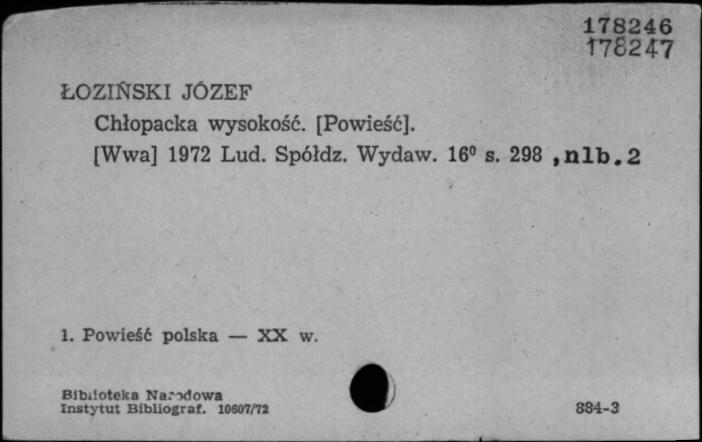 178246
178247
ŁOZIŃSKI JÓZEF
Chłopacka wysokość. [Powieść].
[Wwa] 1972 Lud. Spółdz. Wydaw. 16⁰ s. 298 ,nlb.2
1. Powieść polska — XX w.
Biblioteka Narodowa
Instytut Bibliograf. 10607/72
884-3